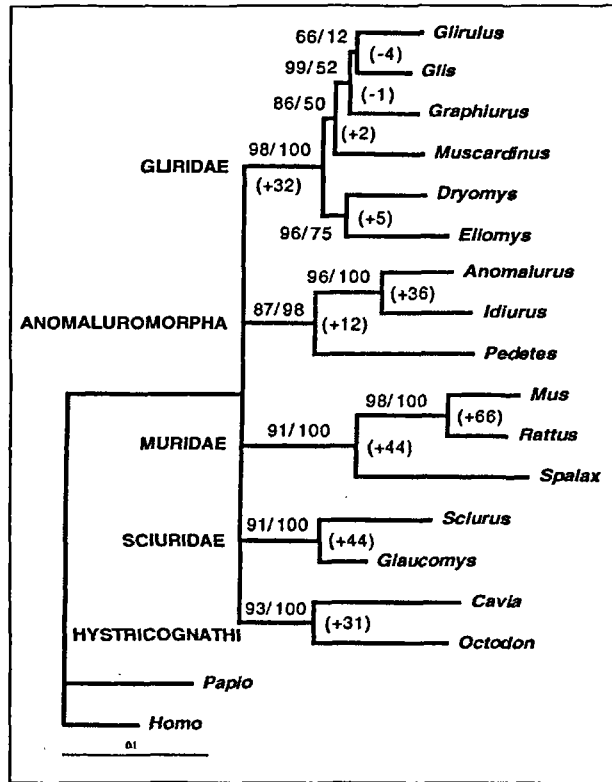 66/12
Glirulus
(-4)
99/52
Glis
(-1)
86/50
Graphiurus
(+2)
98/100
Muscardinus
GLIRIDAE
(+32)
Dryomys
(+5)
96/75
Eliomys
96/100
Anomalurus
(+36)
87/98
Idiurus
ANOMALUROMORPHA
(+12)
Pedetes
98/100
Mus
(+66)
91/100
Rattus
MURIDAE
(+44)
Spalax
91/100
Sciurus
SCIURIDAE
(+44)
Glaucomys
93/100
Cavia
HYSTRICOGNATHI
(+31)
Octodon
Papio
Homo
0.1